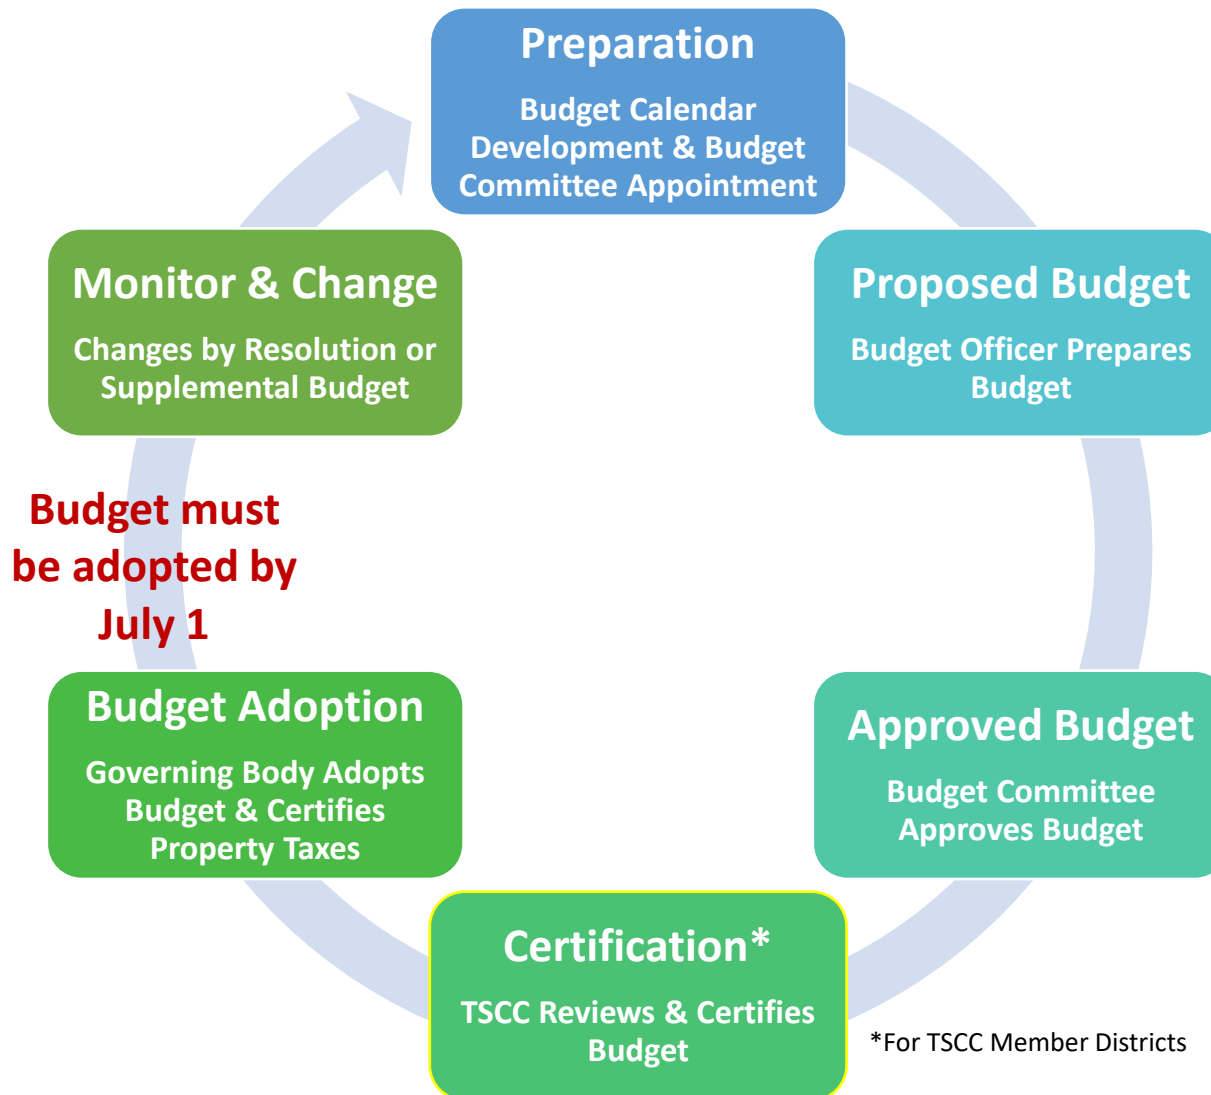 Preparation
Budget Calendar
Development & Budget
Committee Appointment
Proposed Budget
Budget Officer Prepares
Budget
Approved Budget
Budget Committee
Approves Budget
Certification*
TSCC Reviews & Certifies
Budget
*For TSCC Member Districts
Budget Adoption
Governing Body Adopts
Budget & Certifies
Property Taxes
Budget must
be adopted by
July 1
Monitor & Change
Changes by Resolution or
Supplemental Budget